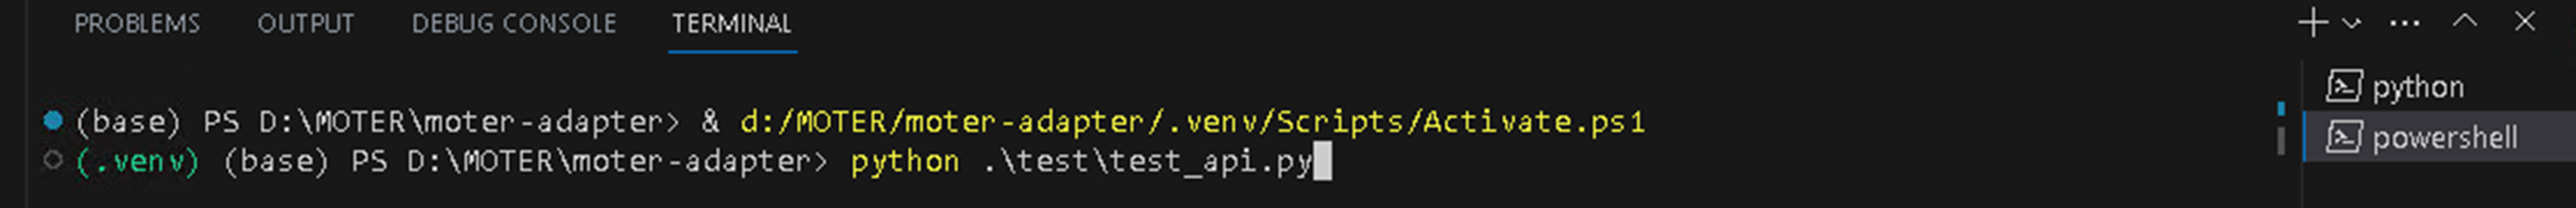 PROBLEMS OUTPUT DEBUG CONSOLE TERMINAL
(base) PS D:\MOTER\moter-adapter> & d:/MOTER/moter-adapter/.venv/Scripts/Activate.ps1
(.venv) (base) PS D:\MOTER\moter-adapter> python .\test\test_api.py
python
powershell